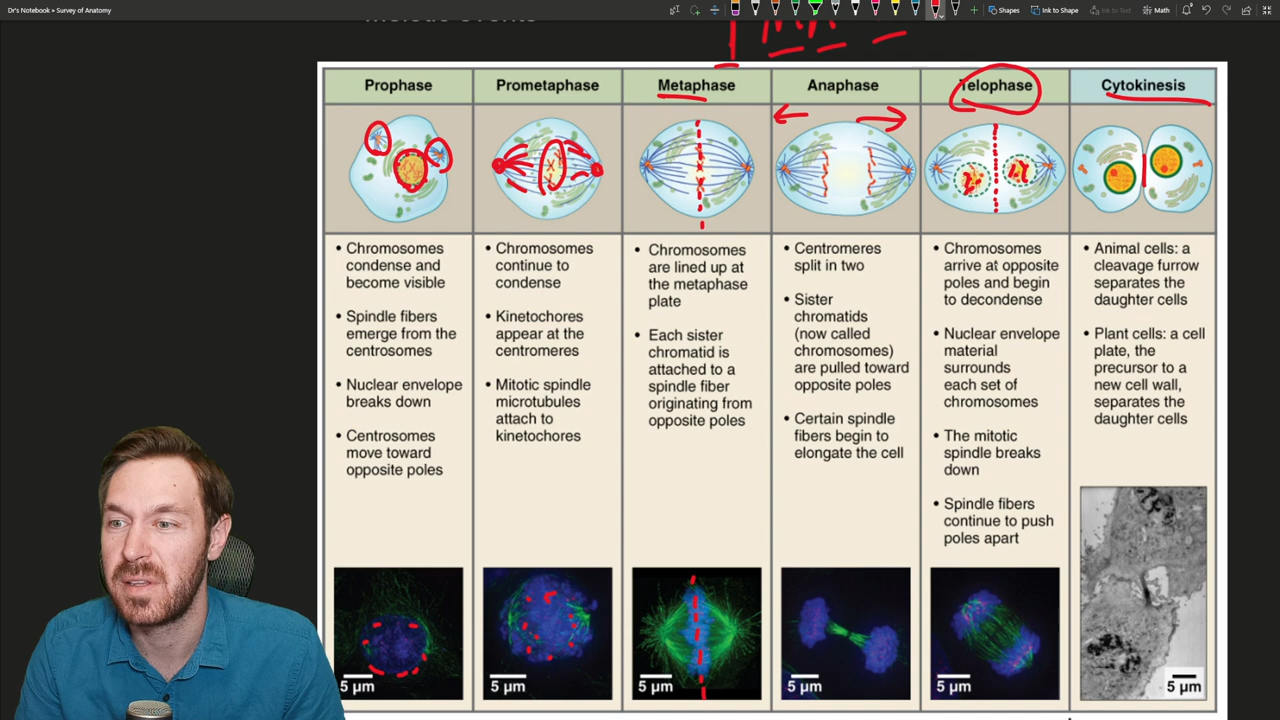 Dr's Notebook » Survey of Anatomy
Shapes
Ink to Shape
Ink to Text
Math
Prophase
Prometaphase
Metaphase
Anaphase
Telophase
Cytokinesis
• Chromosomes
condense and
become visible
• Spindle fibers
emerge from the
centrosomes
• Nuclear envelope
breaks down
• Centrosomes
move toward
opposite poles
• Chromosomes
continue to
condense
• Kinetochores
appear at the
centromeres
• Mitotic spindle
microtubules
attach to
kinetochores
• Chromosomes
are lined up at
the metaphase
plate
• Each sister
chromatid is
attached to a
spindle fiber
originating from
opposite poles
• Centromeres
split in two
• Sister
chromatids
(now called
chromosomes)
are pulled toward
opposite poles
• Certain spindle
fibers begin to
elongate the cell
• Chromosomes
arrive at opposite
poles and begin
to decondense
• Nuclear envelope
material
surrounds
each set of
chromosomes
• The mitotic
spindle breaks
down
• Spindle fibers
continue to push
poles apart
• Animal cells: a
cleavage furrow
separates the
daughter cells
• Plant cells: a cell
plate, the
precursor to a
new cell wall,
separates the
daughter cells
5 μm
5 μm
5 μm
5 μm
5 μm
5 μm